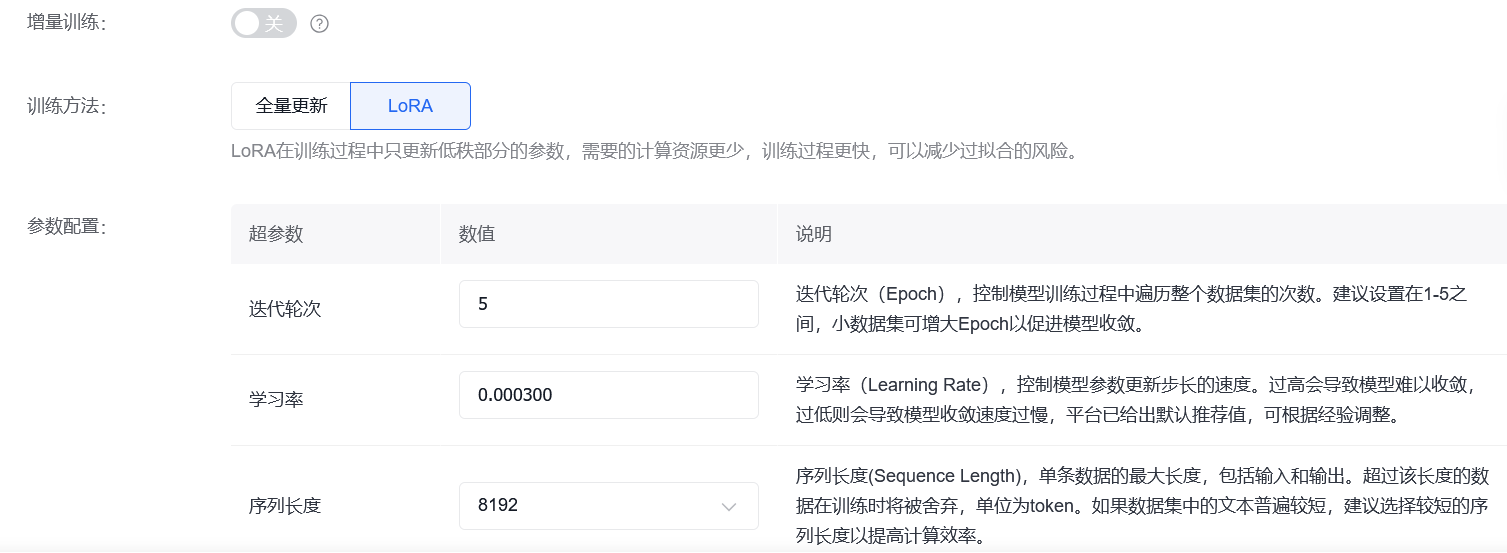 增量训练：
关 ?
训练方法：
全量更新 LoRA
LoRA在训练过程中只更新低秩部分的参数，需要的计算资源更少，训练过程更快，可以减少过拟合的风险。
参数配置：
超参数 数值 说明
迭代轮次 5
迭代轮次（Epoch），控制模型训练过程中遍历整个数据集的次数。建议设置在1-5之
间，小数据集可增大Epoch以促进模型收敛。
学习率 0.000300
学习率（Learning Rate），控制模型参数更新步长的速度。过高会导致模型难以收敛，
过低则会导致模型收敛速度过慢，平台已给出默认推荐值，可根据经验调整。
序列长度 8192
序列长度(Sequence Length)，单条数据的最大长度，包括输入和输出。超过该长度的数
据在训练时将被舍弃，单位为token。如果数据集中的文本普遍较短，建议选择较短的序
列长度以提高计算效率。